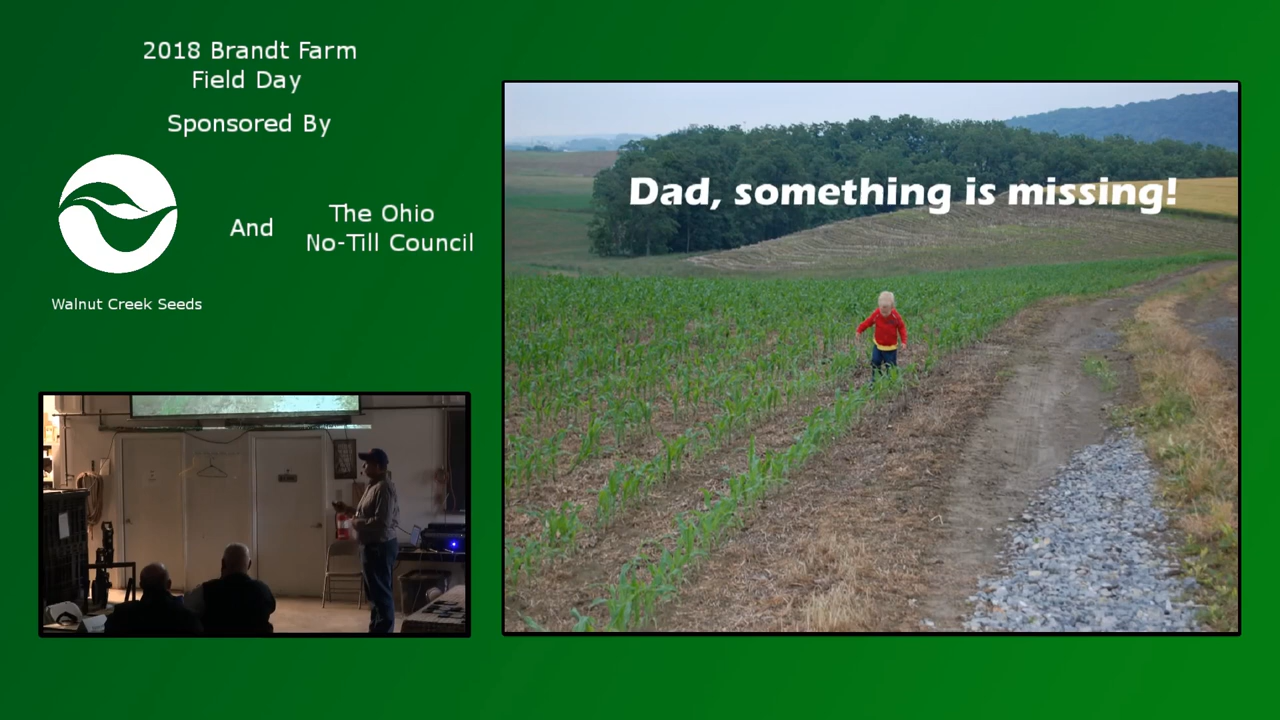 2018 Brandt Farm
Field Day
Sponsored By
And
The Ohio
No-Till Council
Walnut Creek Seeds
Dad, something is missing!